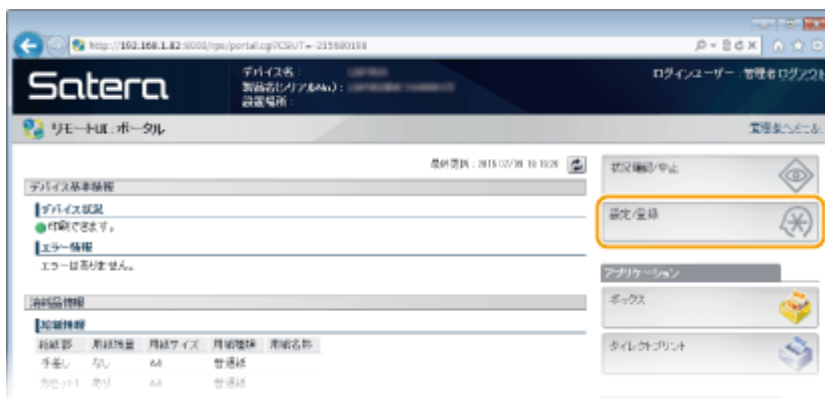 http://192.168.1.82:8000/rps/portal.cgi?CSUT=-215680188
Satera
デバイス名:
製品名(シリアルNo.):
設置場所:
ログインユーザー: 管理者 ログアウト
リモートUI:ポータル
管理者へメール
最終更新:
デバイス基本情報
デバイス状況
印刷できます。
エラー情報
エラーはありません。
消耗品情報
給紙情報
給紙部 用紙残量 用紙サイズ 用紙種類 用紙名称
手差し なし A4 普通紙
カセット1 あり A4 普通紙
状況確認/中止
設定/登録
アプリケーション
ボックス
ダイレクトプリント